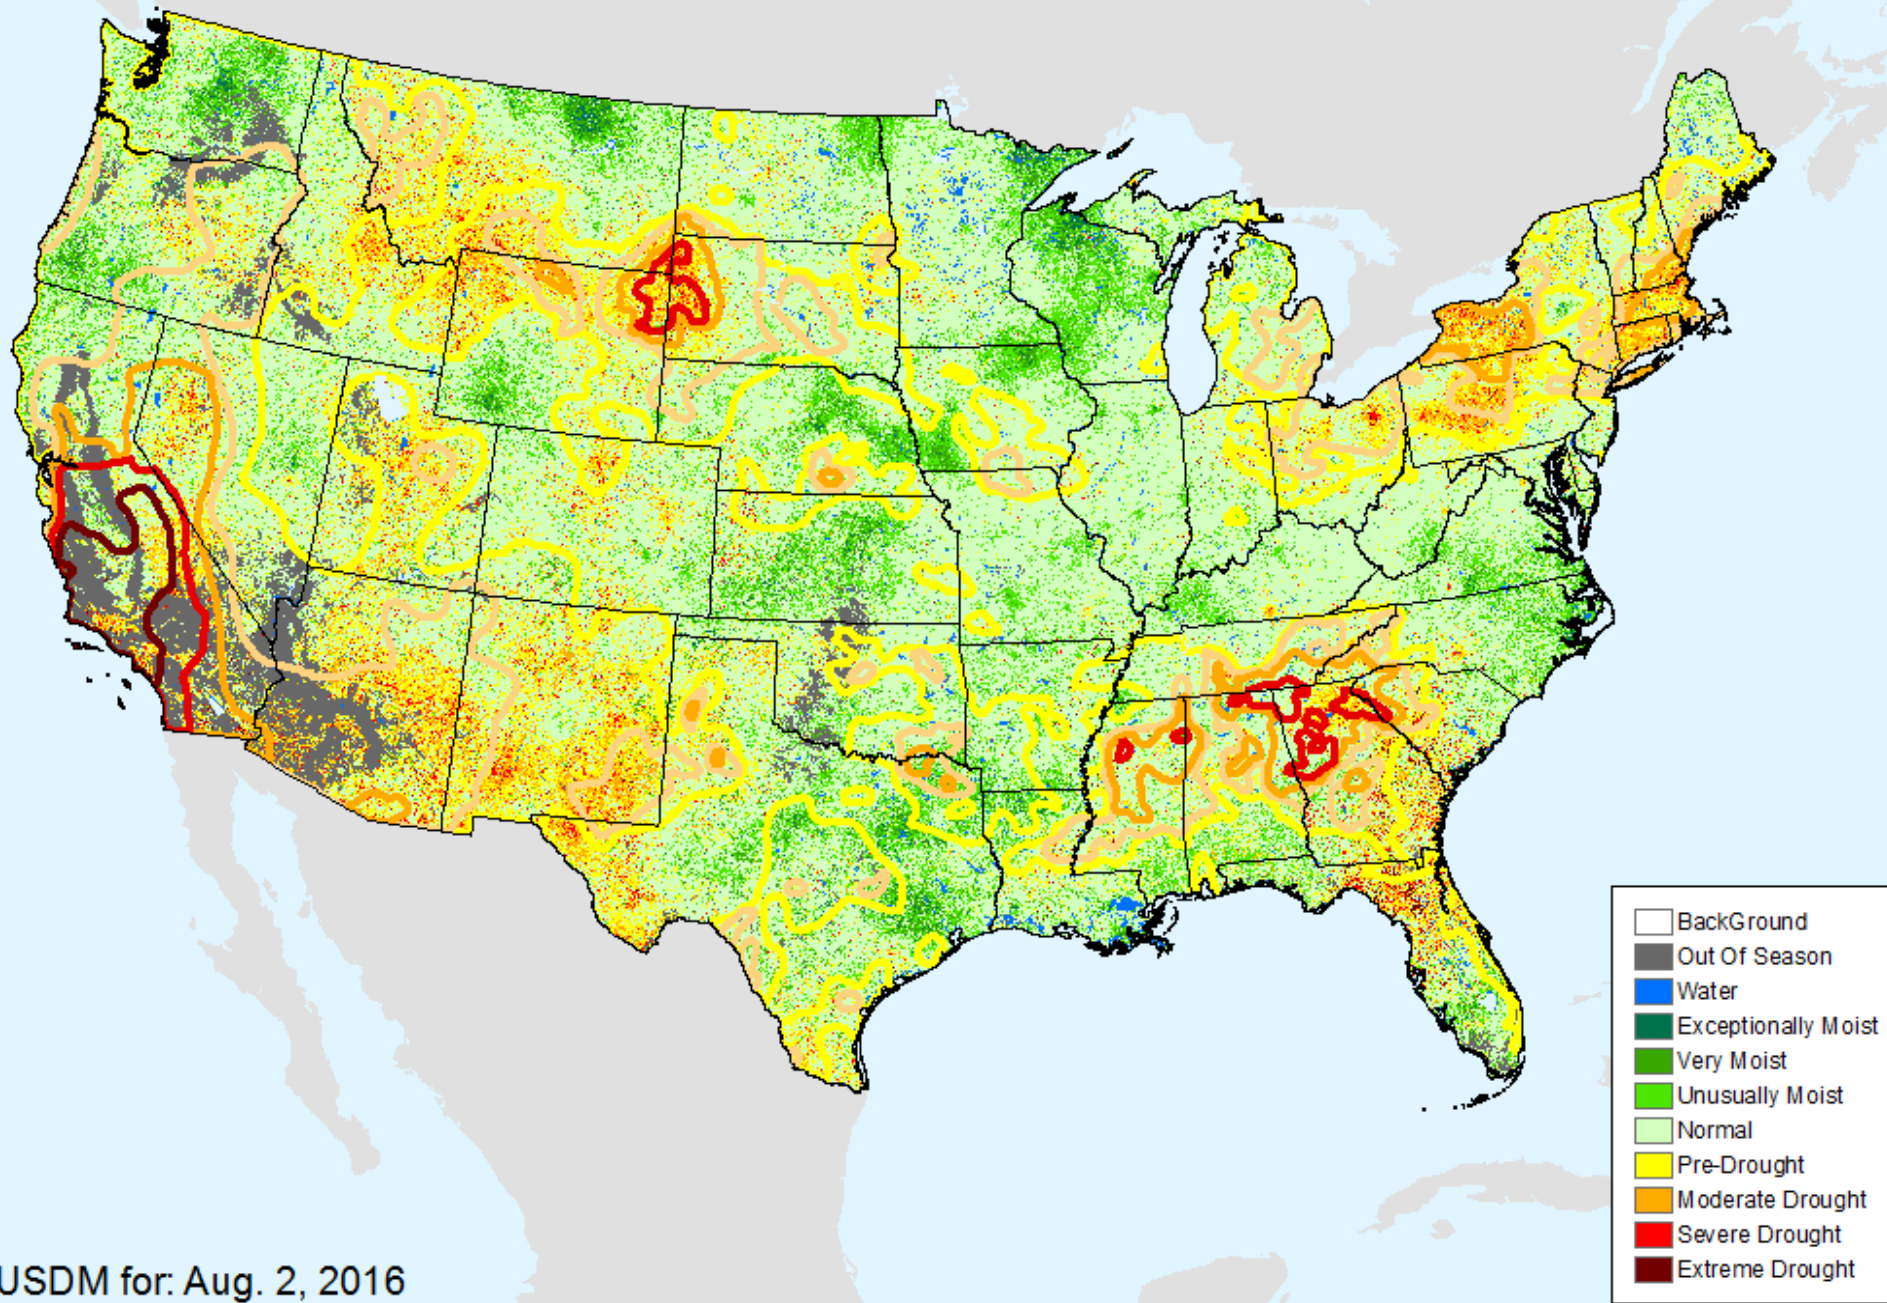 BackGround
Out Of Season
Water
Exceptionally Moist
Very Moist
Unusually Moist
Normal
Pre-Drought
Moderate Drought
Severe Drought
Extreme Drought
USDM for: Aug. 2, 2016